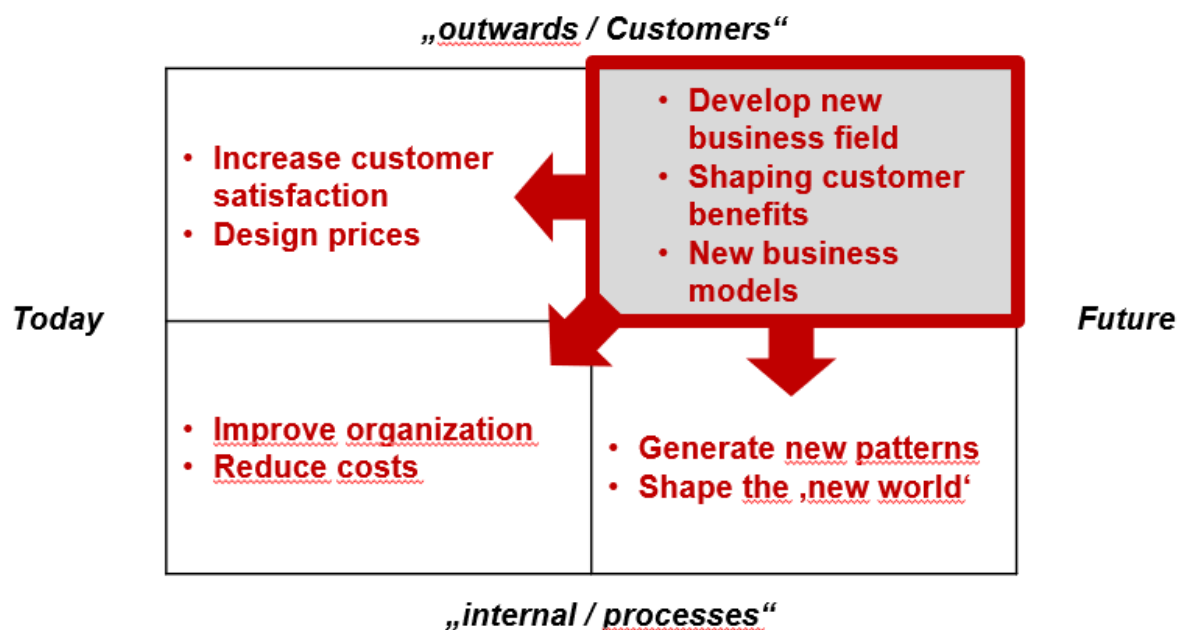 „outwards / Customers“
• Increase customer
satisfaction
• Design prices
• Develop new
business field
• Shaping customer
benefits
• New business
models
Today
Future
• Improve organization
• Reduce costs
• Generate new patterns
• Shape the ‚new world‘
„internal / processes“